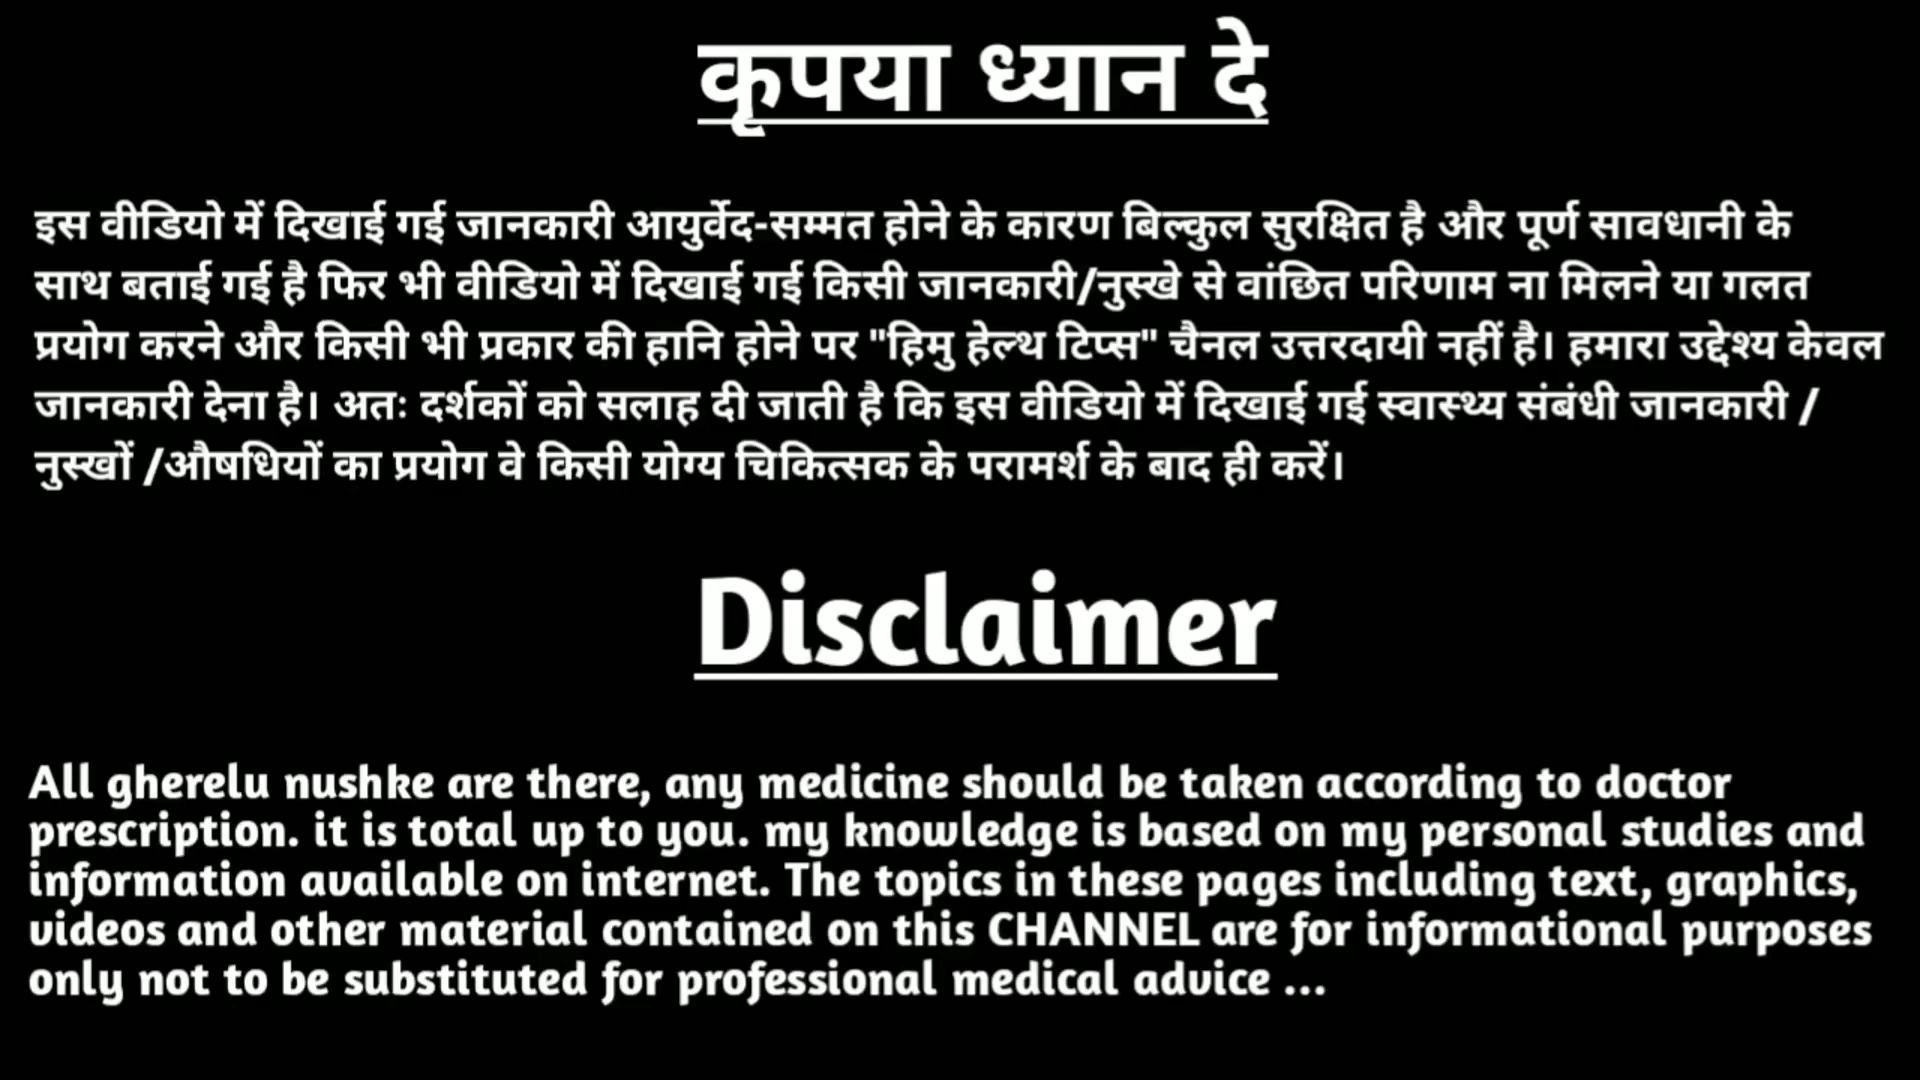 कृपया ध्यान दे
इस वीडियो में दिखाई गई जानकारी आयुर्वेद-सम्मत होने के कारण बिल्कुल सुरक्षित है और पूर्ण सावधानी के
साथ बताई गई है फिर भी वीडियो में दिखाई गई किसी जानकारी/नुस्खे से वांछित परिणाम ना मिलने या गलत
प्रयोग करने और किसी भी प्रकार की हानि होने पर "हिमु हेल्थ टिप्स" चैनल उत्तरदायी नहीं है। हमारा उद्देश्य केवल
जानकारी देना है। अतः दर्शकों को सलाह दी जाती है कि इस वीडियो में दिखाई गई स्वास्थ्य संबंधी जानकारी /
नुस्खों /औषधियों का प्रयोग वे किसी योग्य चिकित्सक के परामर्श के बाद ही करें।
Disclaimer
All gherelu nushke are there, any medicine should be taken according to doctor
prescription. it is total up to you. my knowledge is based on my personal studies and
information available on internet. The topics in these pages including text, graphics,
videos and other material contained on this CHANNEL are for informational purposes
only not to be substituted for professional medical advice ...